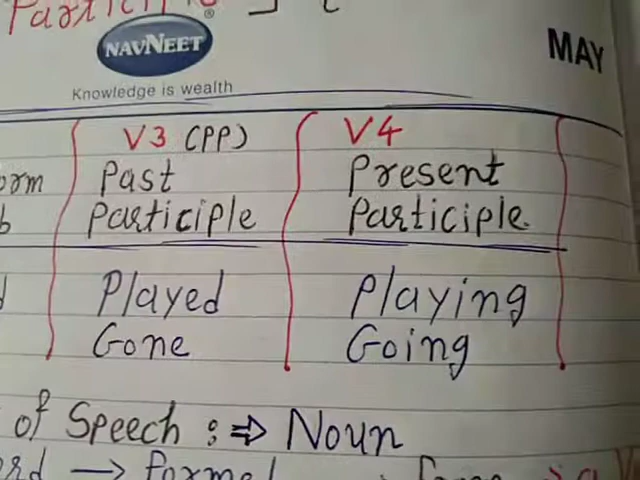 NAVNEET ®
Knowledge is wealth
MAY
V3 (PP) V4
Past Present
Participle Participle
Played Playing
Gone Going
of Speech :⇒ Noun